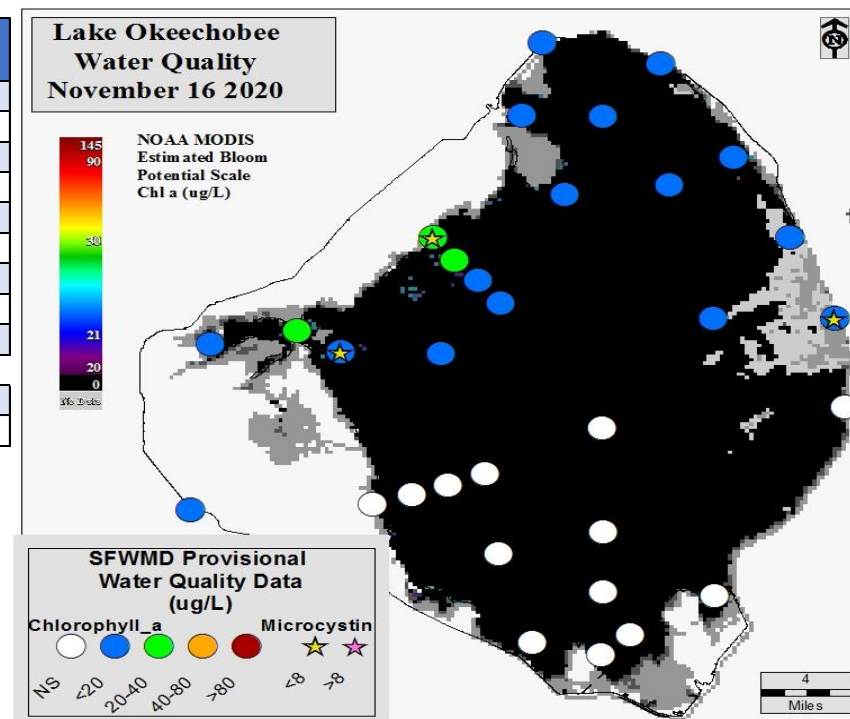 Lake Okeechobee
Water Quality
November 16 2020
N
NOAA MODIS
Estimated Bloom
Potential Scale
Chl a (ug/L)
145
90
30
21
20
0
No Data
SFWMD Provisional
Water Quality Data
(ug/L)
Chlorophyll_a Microcystin
NS <20 20-40 40-80 >80 <8 >8
4
Miles